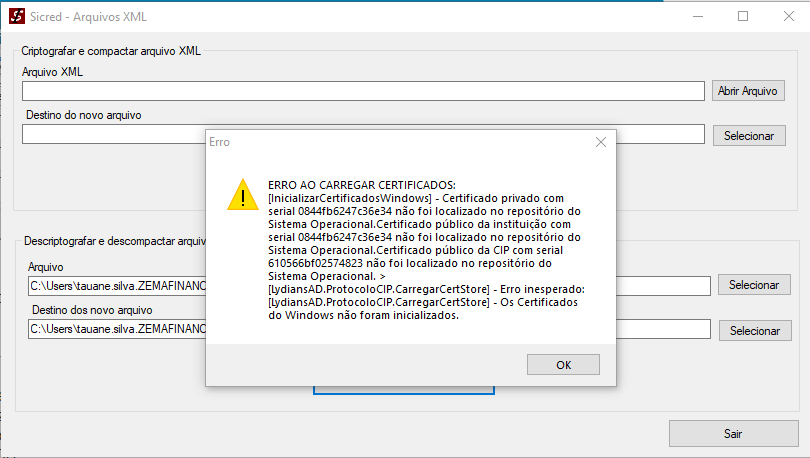 Sicred - Arquivos XML
Criptografar e compactar arquivo XML
Arquivo XML
Abrir Arquivo
Destino do novo arquivo
Selecionar
Erro
ERRO AO CARREGAR CERTIFICADOS:
[InicializarCertificadosWindows] - Certificado privado com
serial 0844fb6247c36e34 não foi localizado no repositório do
Sistema Operacional.Certificado público da instituição com
serial 0844fb6247c36e34 não foi localizado no repositório do
Sistema Operacional.Certificado público da CIP com serial
610566bf02574823 não foi localizado no repositório do
Sistema Operacional. >
[LydiansAD.ProtocoloCIP.CarregarCertStore] - Erro inesperado:
[LydiansAD.ProtocoloCIP.CarregarCertStore] - Os Certificados
do Windows não foram inicializados.
OK
Descriptografar e descompactar arquiv
Arquivo
C:\Users\tauane.silva.ZEMAFINANC
Selecionar
Destino dos novo arquivo
C:\Users\tauane.silva.ZEMAFINANC
Selecionar
Sair